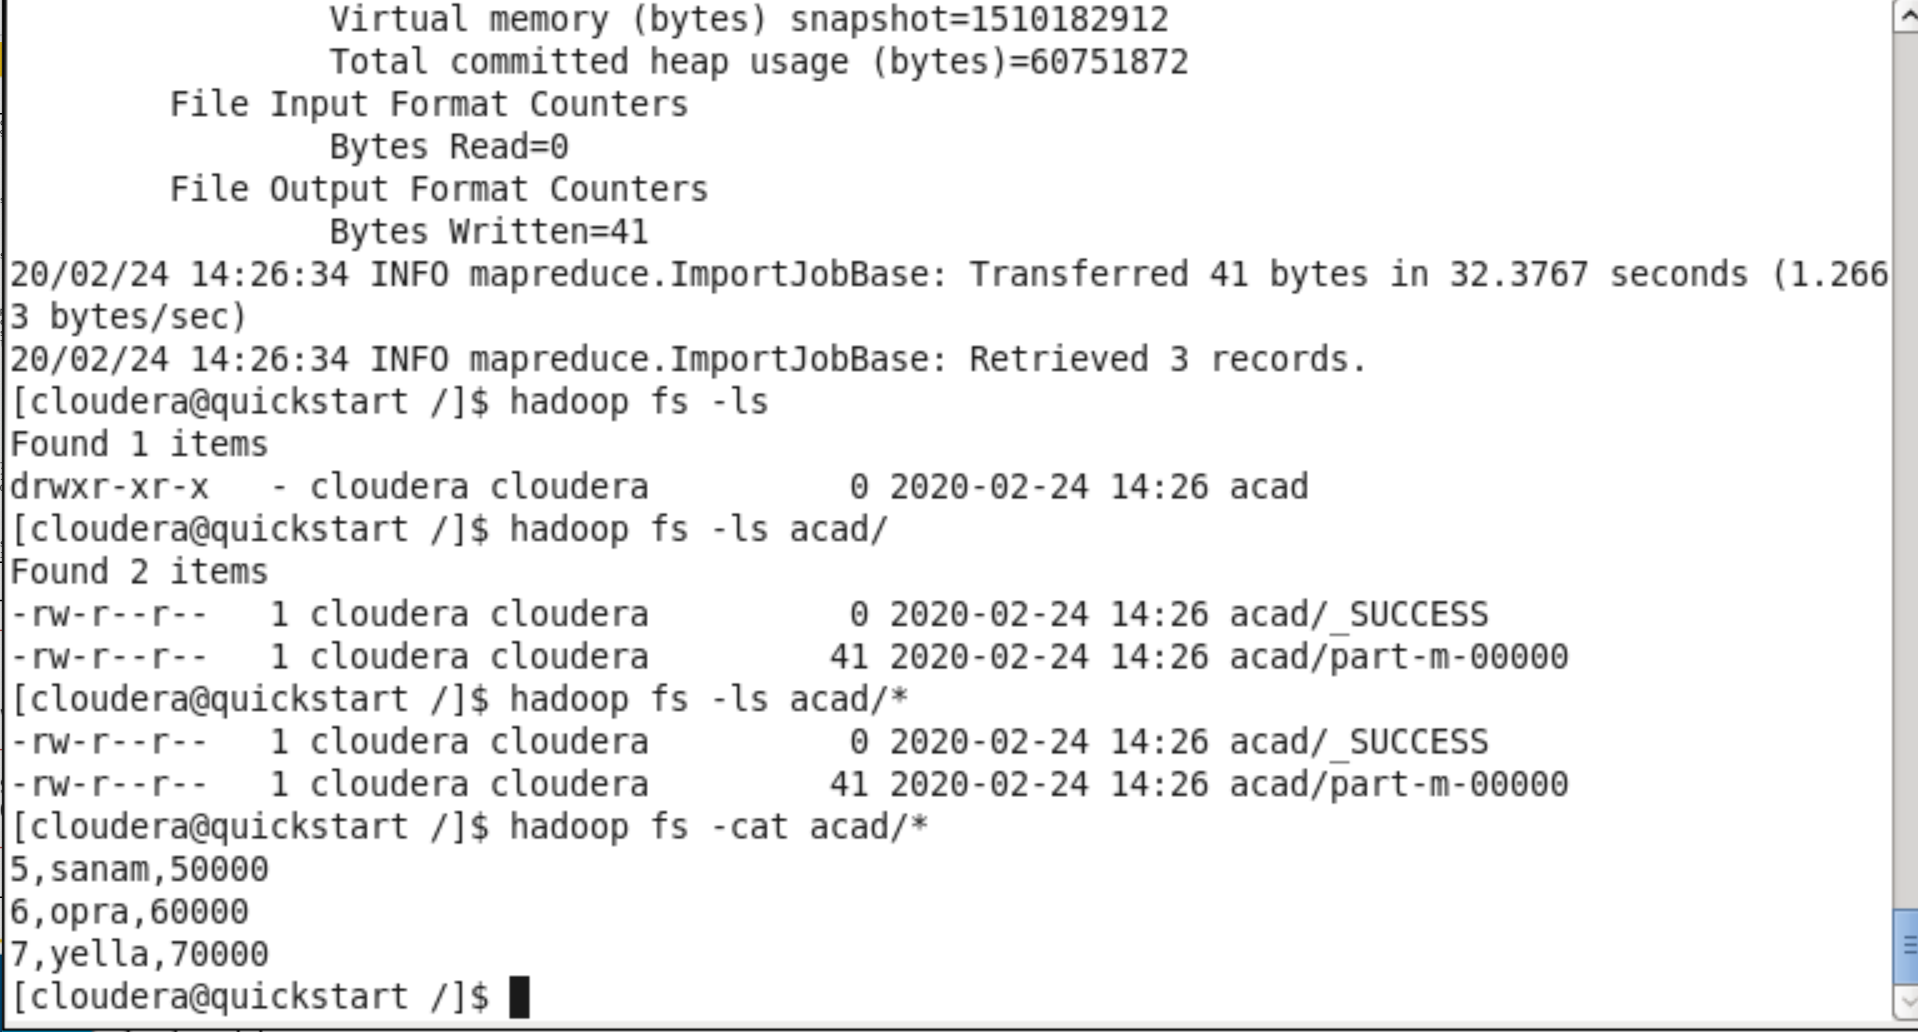 Virtual memory (bytes) snapshot=1510182912
Total committed heap usage (bytes)=60751872
File Input Format Counters
Bytes Read=0
File Output Format Counters
Bytes Written=41
20/02/24 14:26:34 INFO mapreduce.ImportJobBase: Transferred 41 bytes in 32.3767 seconds (1.266
3 bytes/sec)
20/02/24 14:26:34 INFO mapreduce.ImportJobBase: Retrieved 3 records.
[cloudera@quickstart /]$ hadoop fs -ls
Found 1 items
drwxr-xr-x   - cloudera cloudera          0 2020-02-24 14:26 acad
[cloudera@quickstart /]$ hadoop fs -ls acad/
Found 2 items
-rw-r--r--   1 cloudera cloudera          0 2020-02-24 14:26 acad/_SUCCESS
-rw-r--r--   1 cloudera cloudera         41 2020-02-24 14:26 acad/part-m-00000
[cloudera@quickstart /]$ hadoop fs -ls acad/*
-rw-r--r--   1 cloudera cloudera          0 2020-02-24 14:26 acad/_SUCCESS
-rw-r--r--   1 cloudera cloudera         41 2020-02-24 14:26 acad/part-m-00000
[cloudera@quickstart /]$ hadoop fs -cat acad/*
5,sanam,50000
6,opra,60000
7,yella,70000
[cloudera@quickstart /]$